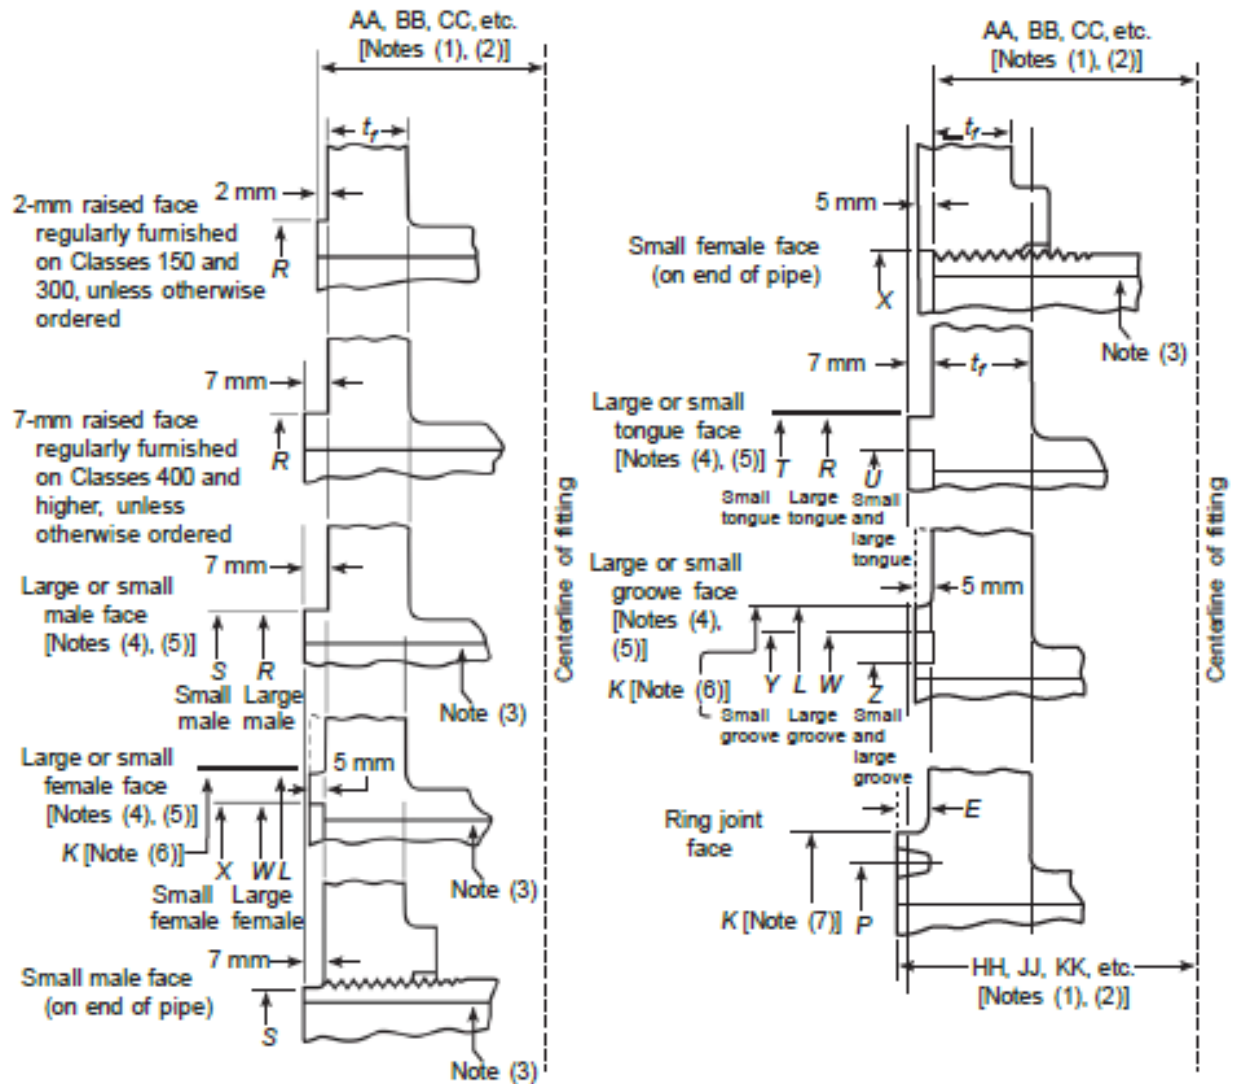 AA, BB, CC, etc.
[Notes (1), (2)]
t_f
2 mm
2-mm raised face
regularly furnished
on Classes 150 and
300, unless otherwise
ordered
R
7 mm
7-mm raised face
regularly furnished
on Classes 400 and
higher, unless
otherwise ordered
R
7 mm
Large or small
male face
[Notes (4), (5)]
S R
Small Large
male male
Note (3)
Large or small
female face
[Notes (4), (5)]
5 mm
K [Note (6)]
X W L
Small Large
female female
Note (3)
7 mm
Small male face
(on end of pipe)
S
Note (3)
Centerline of fitting
AA, BB, CC, etc.
[Notes (1), (2)]
t_f
5 mm
Small female face
(on end of pipe)
X
Note (3)
7 mm
t_f
Large or small
tongue face
[Notes (4), (5)]
T R U
Small Large Small
tongue tongue and
large
tongue
Large or small
groove face
[Notes (4),
(5)]
5 mm
K [Note (6)]
Y L W Z
Small Large Small
groove groove and
large
groove
Ring joint
face
E
K [Note (7)]
P
HH, JJ, KK, etc.
[Notes (1), (2)]
Centerline of fitting